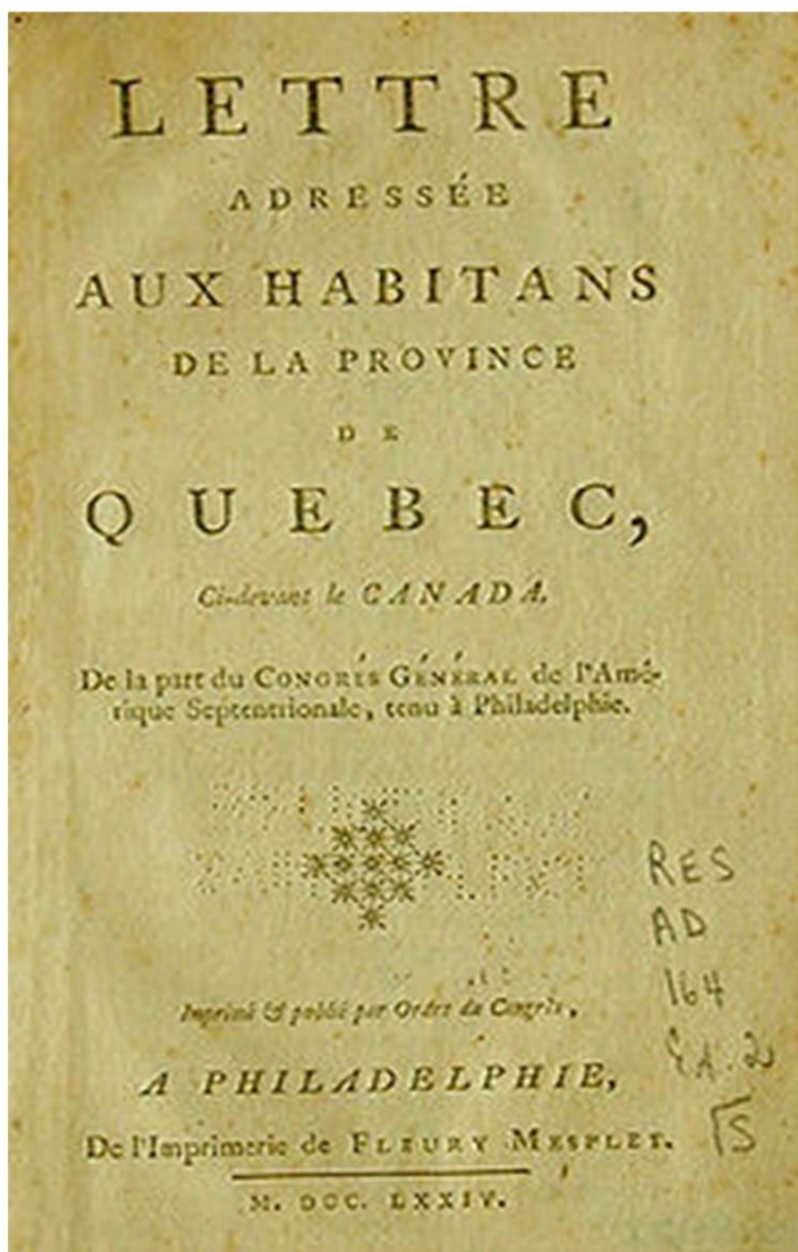 LETTRE
ADRESSÉE
AUX HABITANS
DE LA PROVINCE
DE
QUEBEC,
Ci-devant le CANADA.
De la part du CONGRÉS GÉNÉRAL de l'Amé-
rique Septentrionale, tenu à Philadelphie.
Imprimé & publié par Ordre du Congrès,
A PHILADELPHIE,
De l'Imprimerie de FLEURY MESPLET.
M. DCC. LXXIV.
RES
AD
164